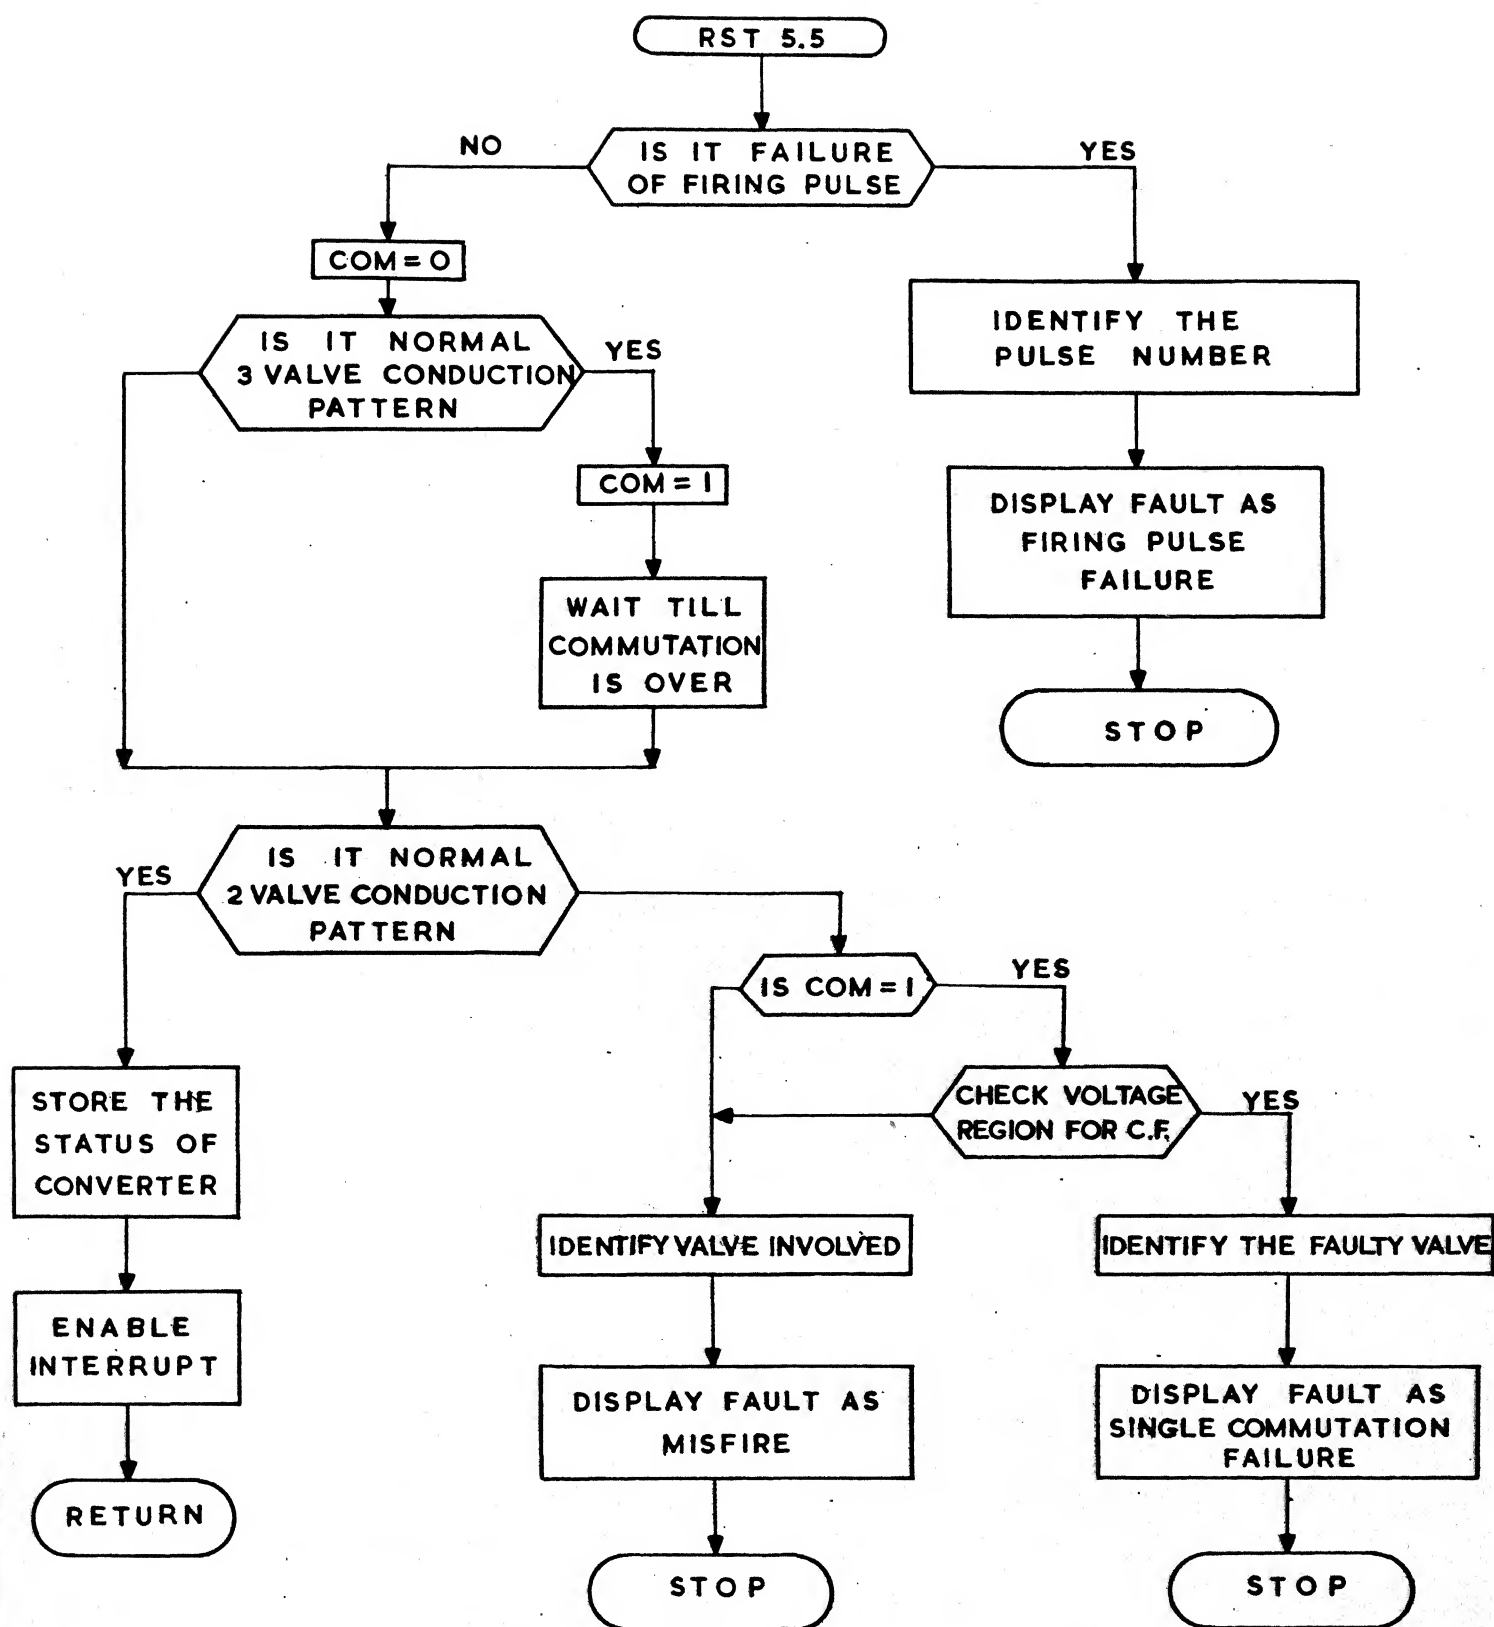 RST 5.5
NO
IS IT FAILURE
OF FIRING PULSE
YES
COM = 0
IS IT NORMAL
3 VALVE CONDUCTION
PATTERN
YES
IDENTIFY THE
PULSE NUMBER
COM = 1
DISPLAY FAULT AS
FIRING PULSE
FAILURE
WAIT TILL
COMMUTATION
IS OVER
STOP
YES
IS IT NORMAL
2 VALVE CONDUCTION
PATTERN
IS COM = 1
YES
STORE THE
STATUS OF
CONVERTER
CHECK VOLTAGE
REGION FOR C.F.
YES
IDENTIFY VALVE INVOLVED
IDENTIFY THE FAULTY VALVE
ENABLE
INTERRUPT
DISPLAY FAULT AS
MISFIRE
DISPLAY FAULT AS
SINGLE COMMUTATION
FAILURE
RETURN
STOP
STOP